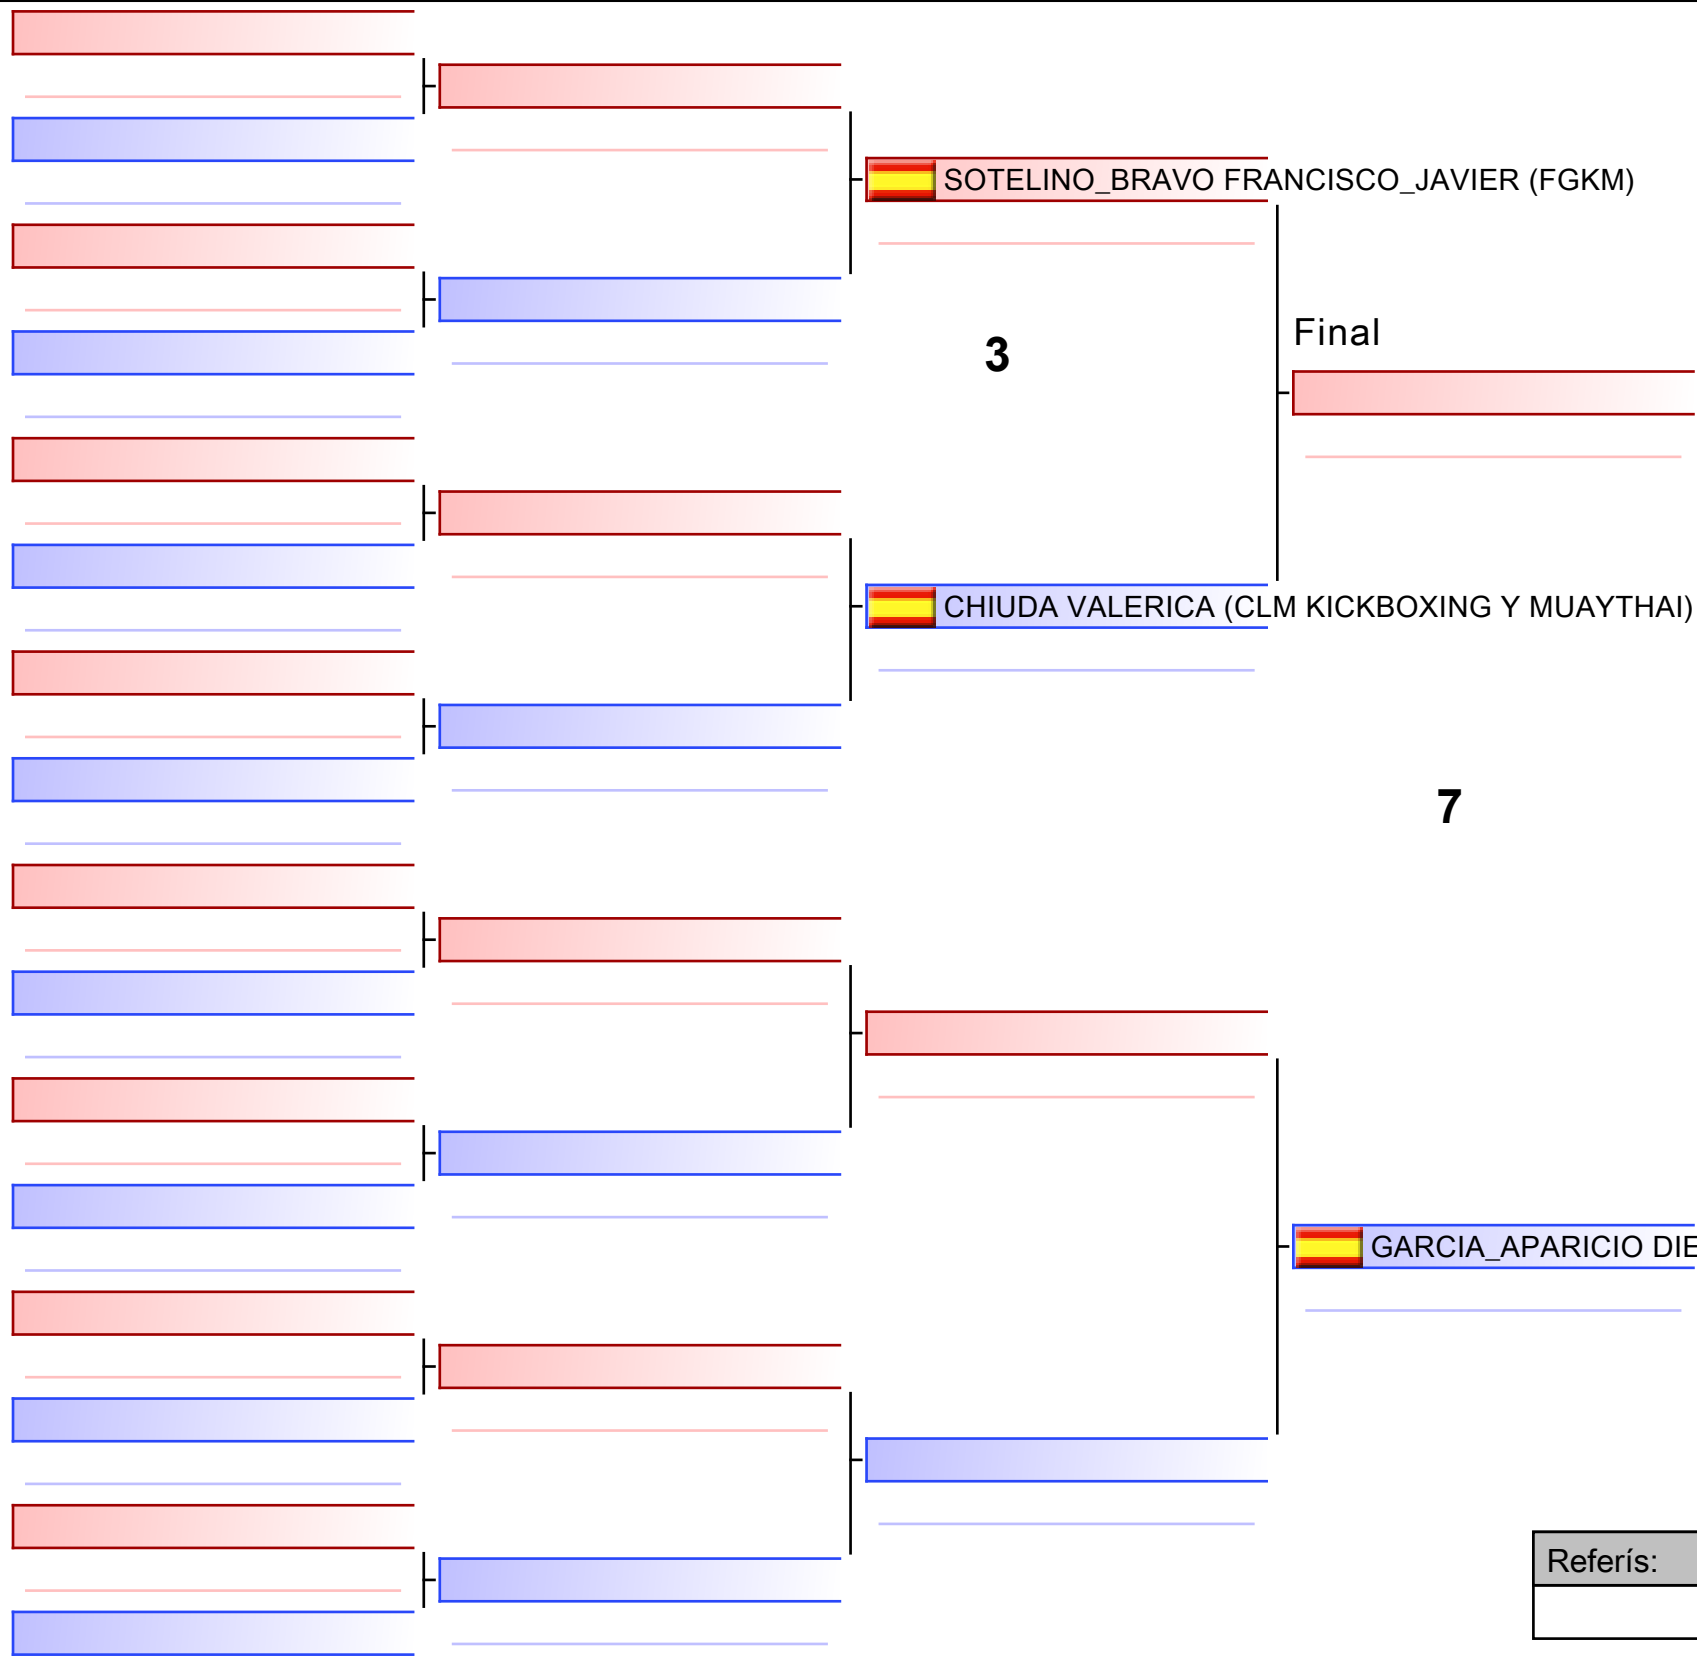 SOTELINO_BRAVO FRANCISCO_JAVIER (FGKM)
Final
3
CHIUDA VALERICA (CLM KICKBOXING Y MUAYTHAI)
7
GARCIA_APARICIO
Referís: